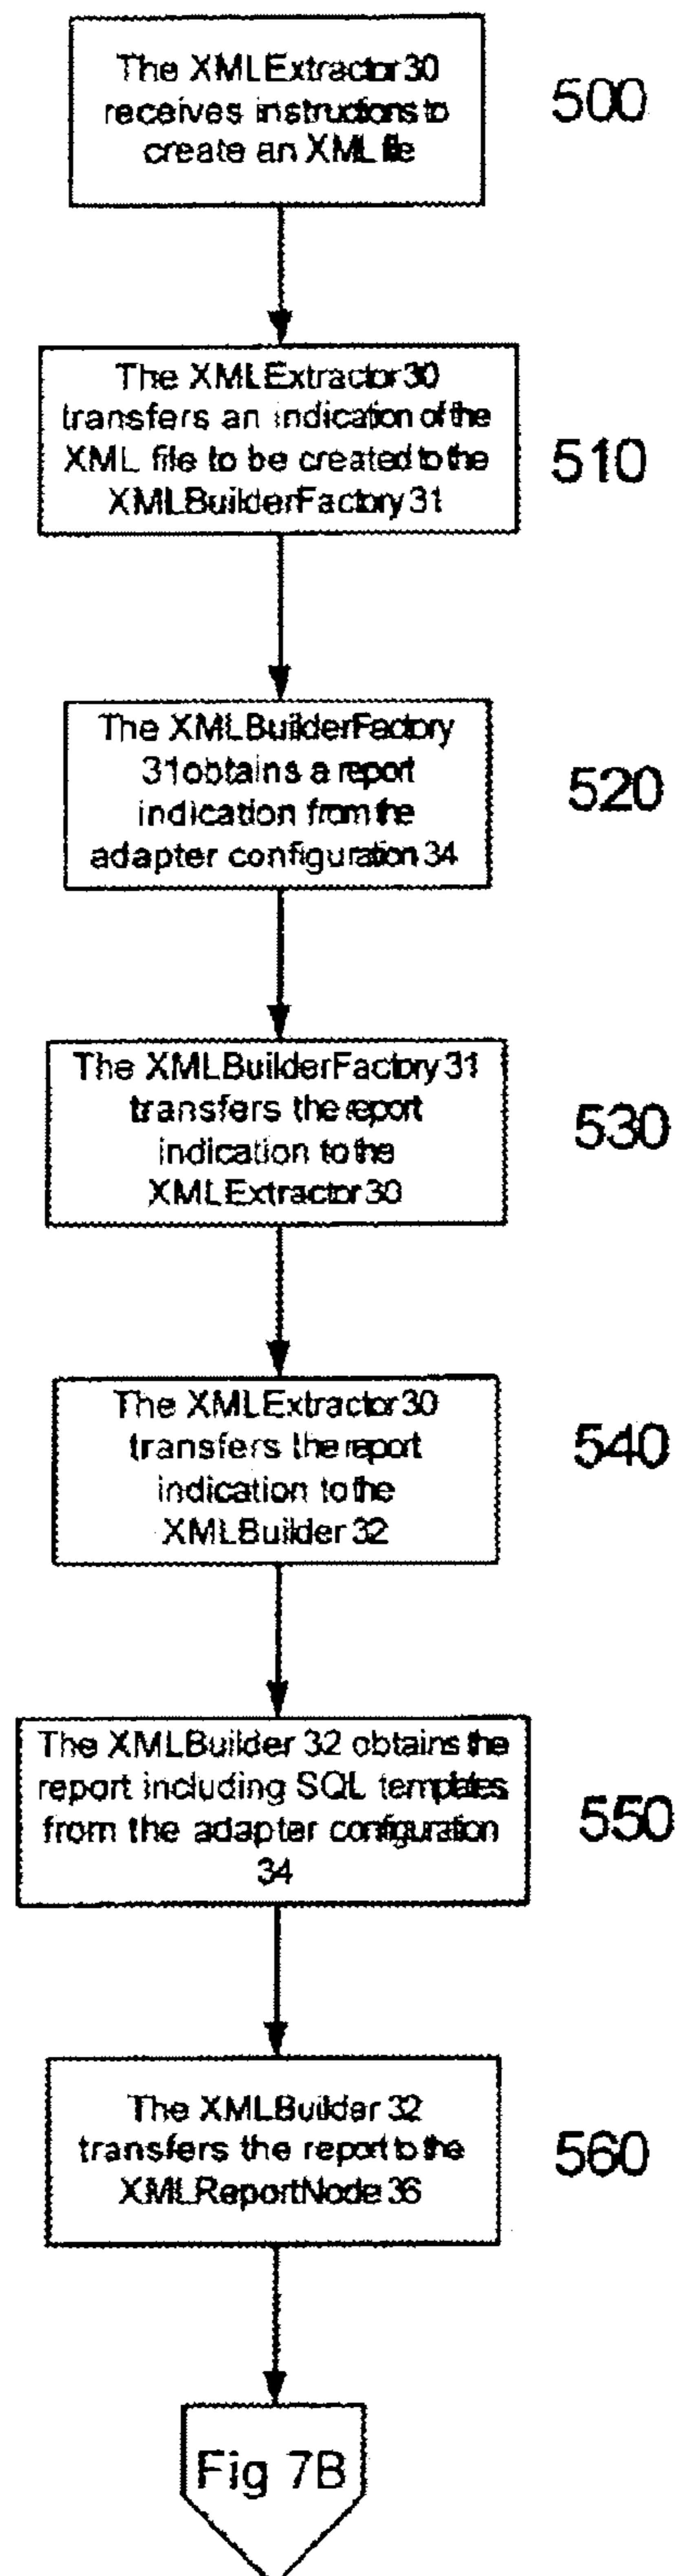 The XMLExtractor 30
receives instructions to
create an XML file
500
The XMLExtractor 30
transfers an indication of the
XML file to be created to the
XMLBuilderFactory 31
510
The XMLBuilderFactory
31 obtains a report
indication from the
adapter configuration 34
520
The XMLBuilderFactory 31
transfers the report
indication to the
XMLExtractor 30
530
The XMLExtractor 30
transfers the report
indication to the
XMLBuilder 32
540
The XMLBuilder 32 obtains the
report including SQL templates
from the adapter configuration
34
550
The XMLBuilder 32
transfers the report to the
XMLReportNode 36
560
Fig 7B